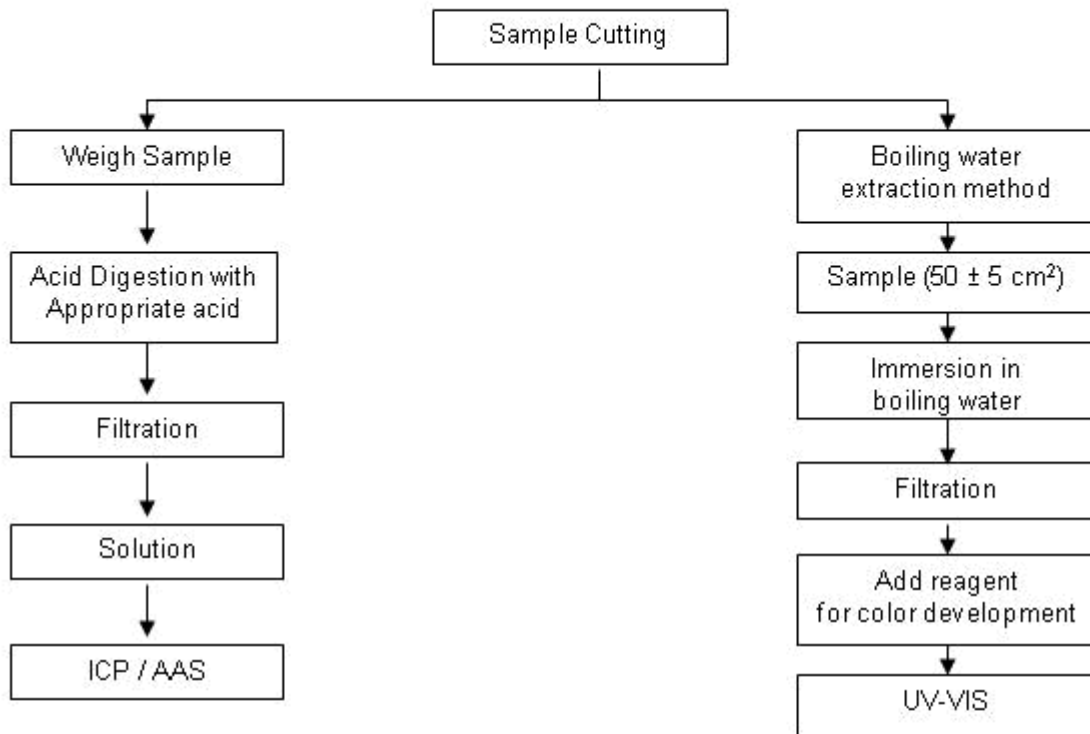 Sample Cutting
Weigh Sample
Acid Digestion with
Appropriate acid
Filtration
Solution
ICP / AAS
Boiling water
extraction method
Sample (50 ± 5 cm²)
Immersion in
boiling water
Filtration
Add reagent
for color development
UV-VIS